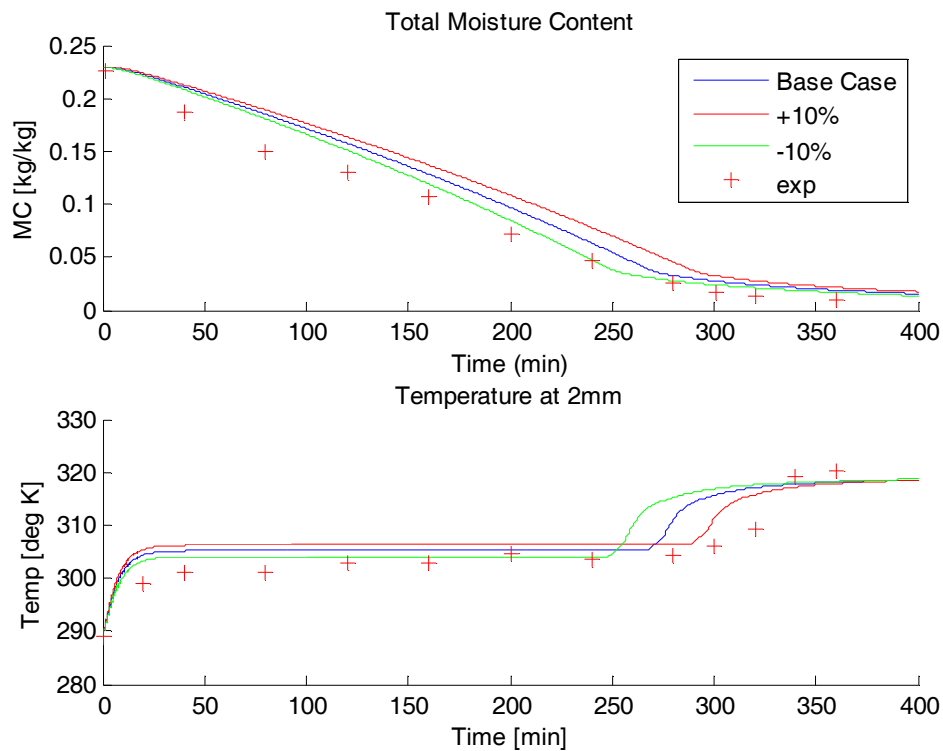 Total Moisture Content
MC [kg/kg]
0.25
0.2
0.15
0.1
0.05
0
0 50 100 150 200 250 300 350 400
Time (min)
Base Case
+10%
-10%
exp
Temperature at 2mm
Temp [deg K]
330
320
310
300
290
280
0 50 100 150 200 250 300 350 400
Time [min]